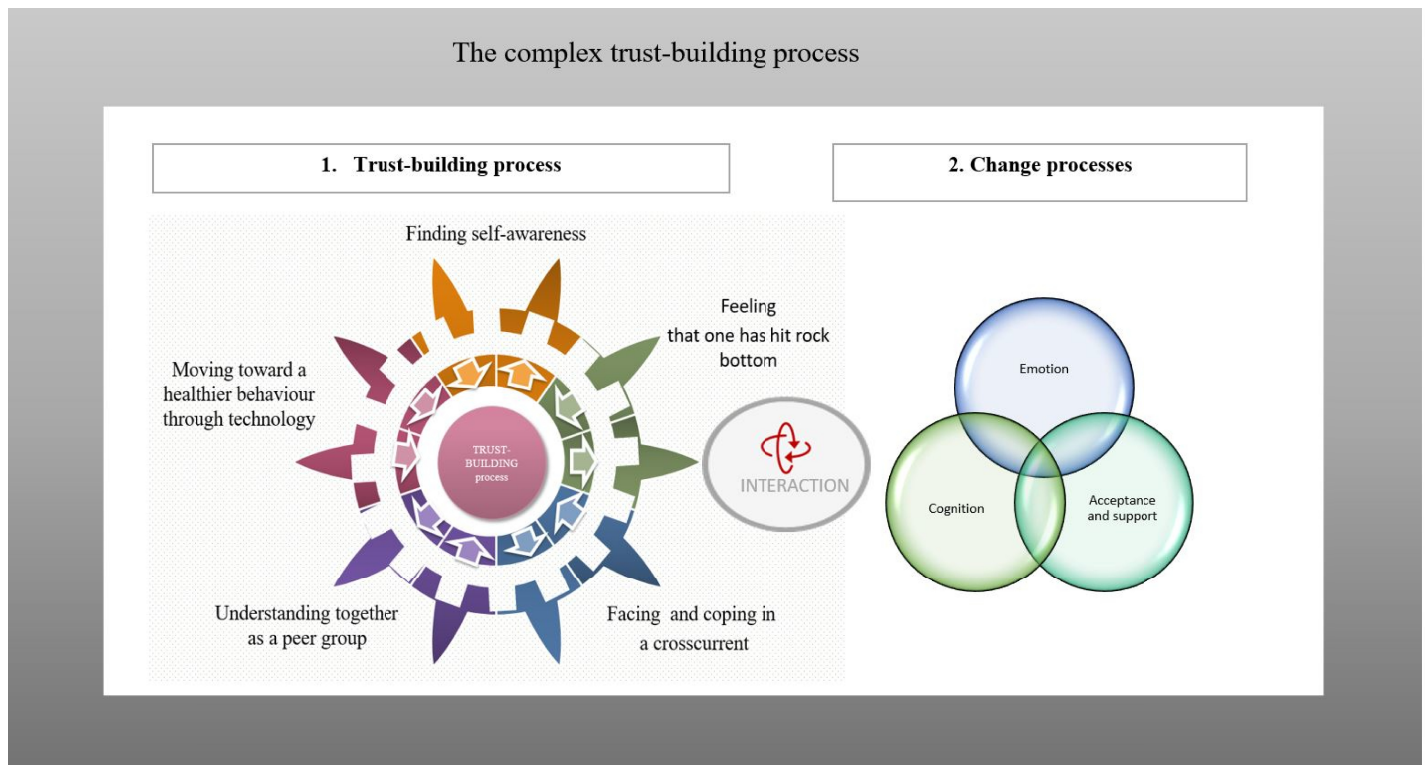 The complex trust-building process
1. Trust-building process
2. Change processes
Finding self-awareness
Feeling
that one has hit rock
bottom
Moving toward a
healthier behaviour
through technology
TRUST-
BUILDING
process
INTERACTION
Understanding together
as a peer group
Facing and coping in
a crosscurrent
Emotion
Cognition
Acceptance
and support